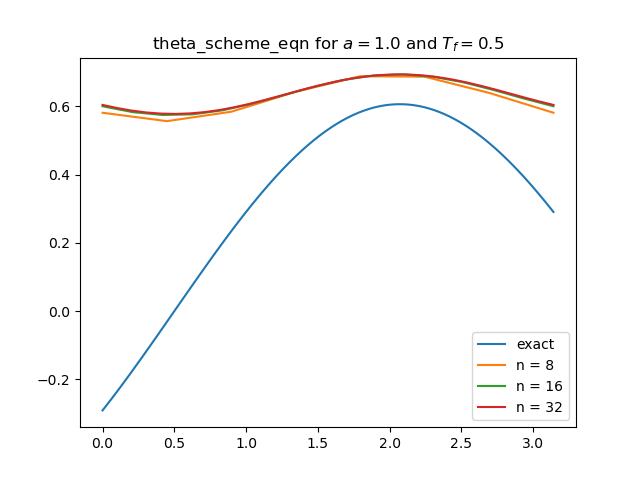 theta_scheme_eqn for a = 1.0 and T_f = 0.5
0.6
0.4
0.2
0.0
−0.2
exact
n = 8
n = 16
n = 32
0.0 0.5 1.0 1.5 2.0 2.5 3.0